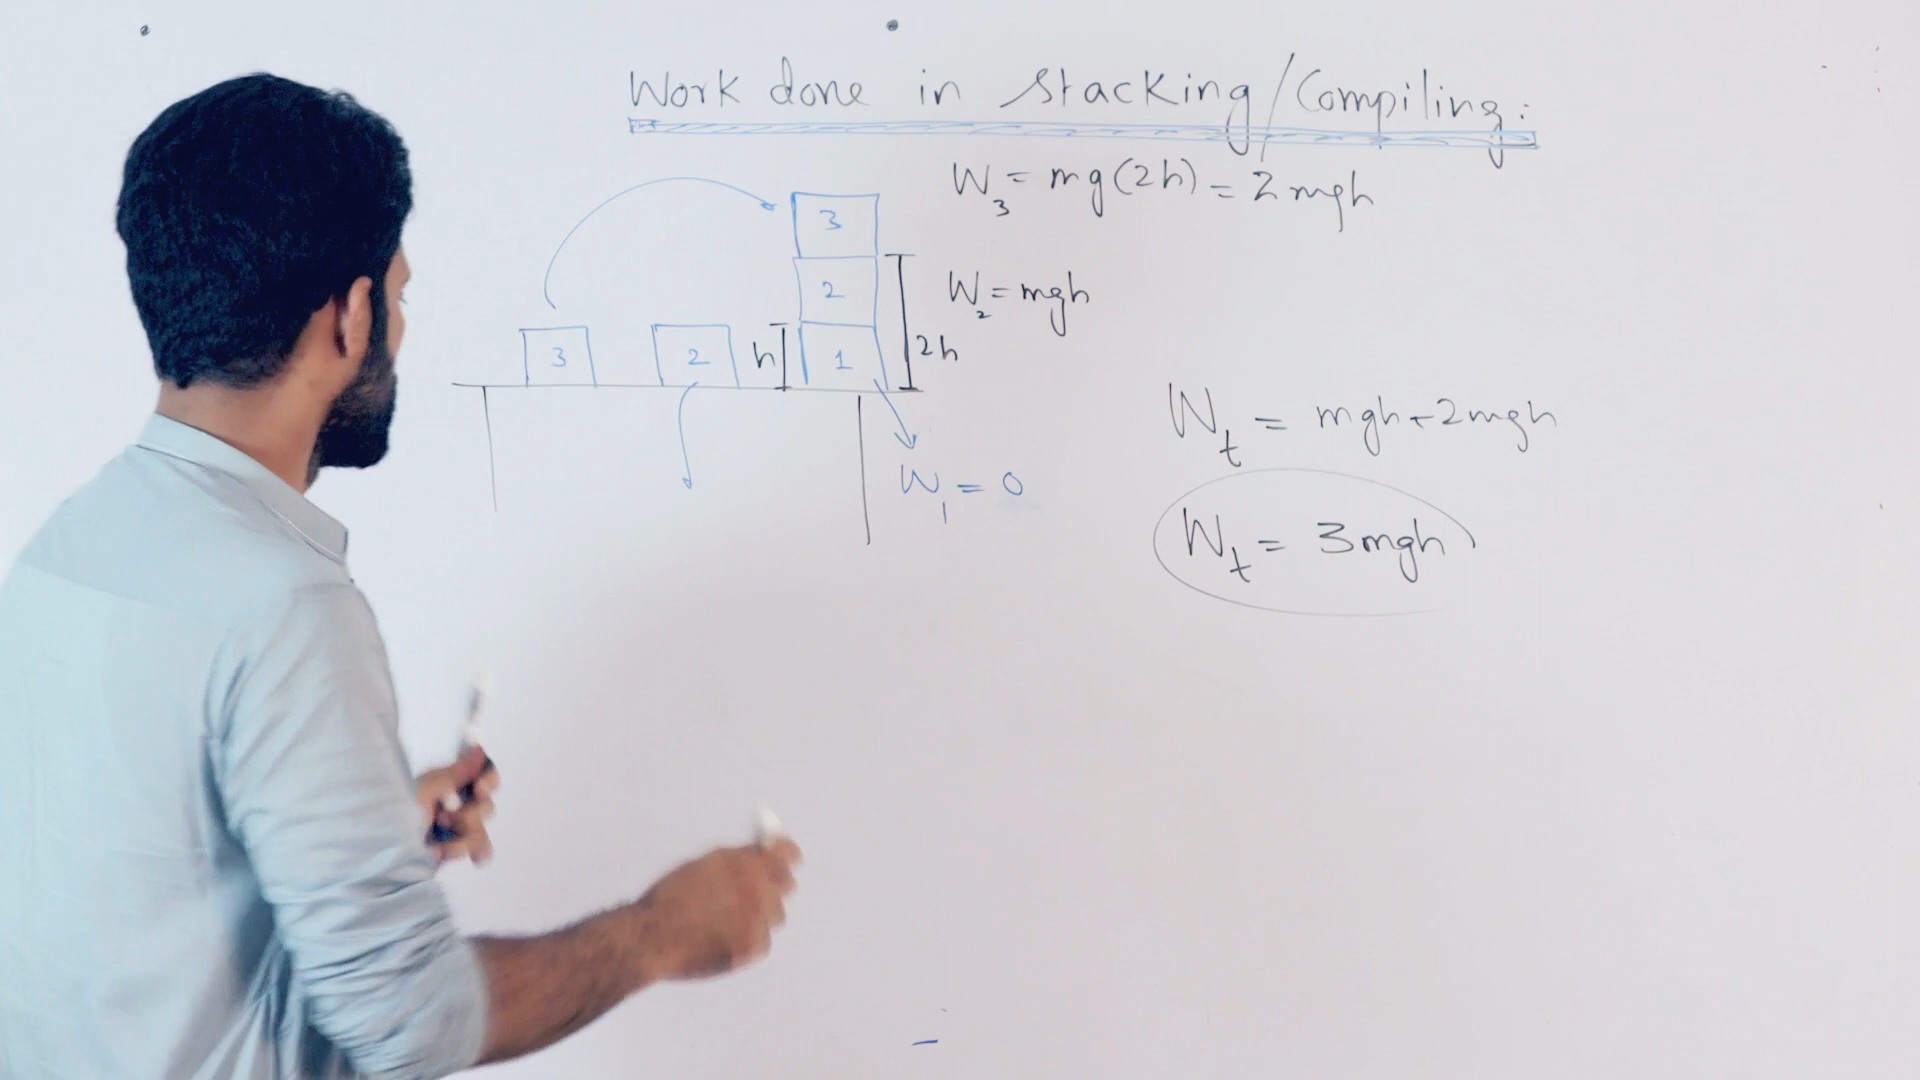 Work done in Stacking/Compiling:
W₃ = mg(2h) = 2mgh
3
2
W₂ = mgh
3
2
h
1
2h
Wt = mgh+2mgh
W₁ = 0
Wt = 3mgh